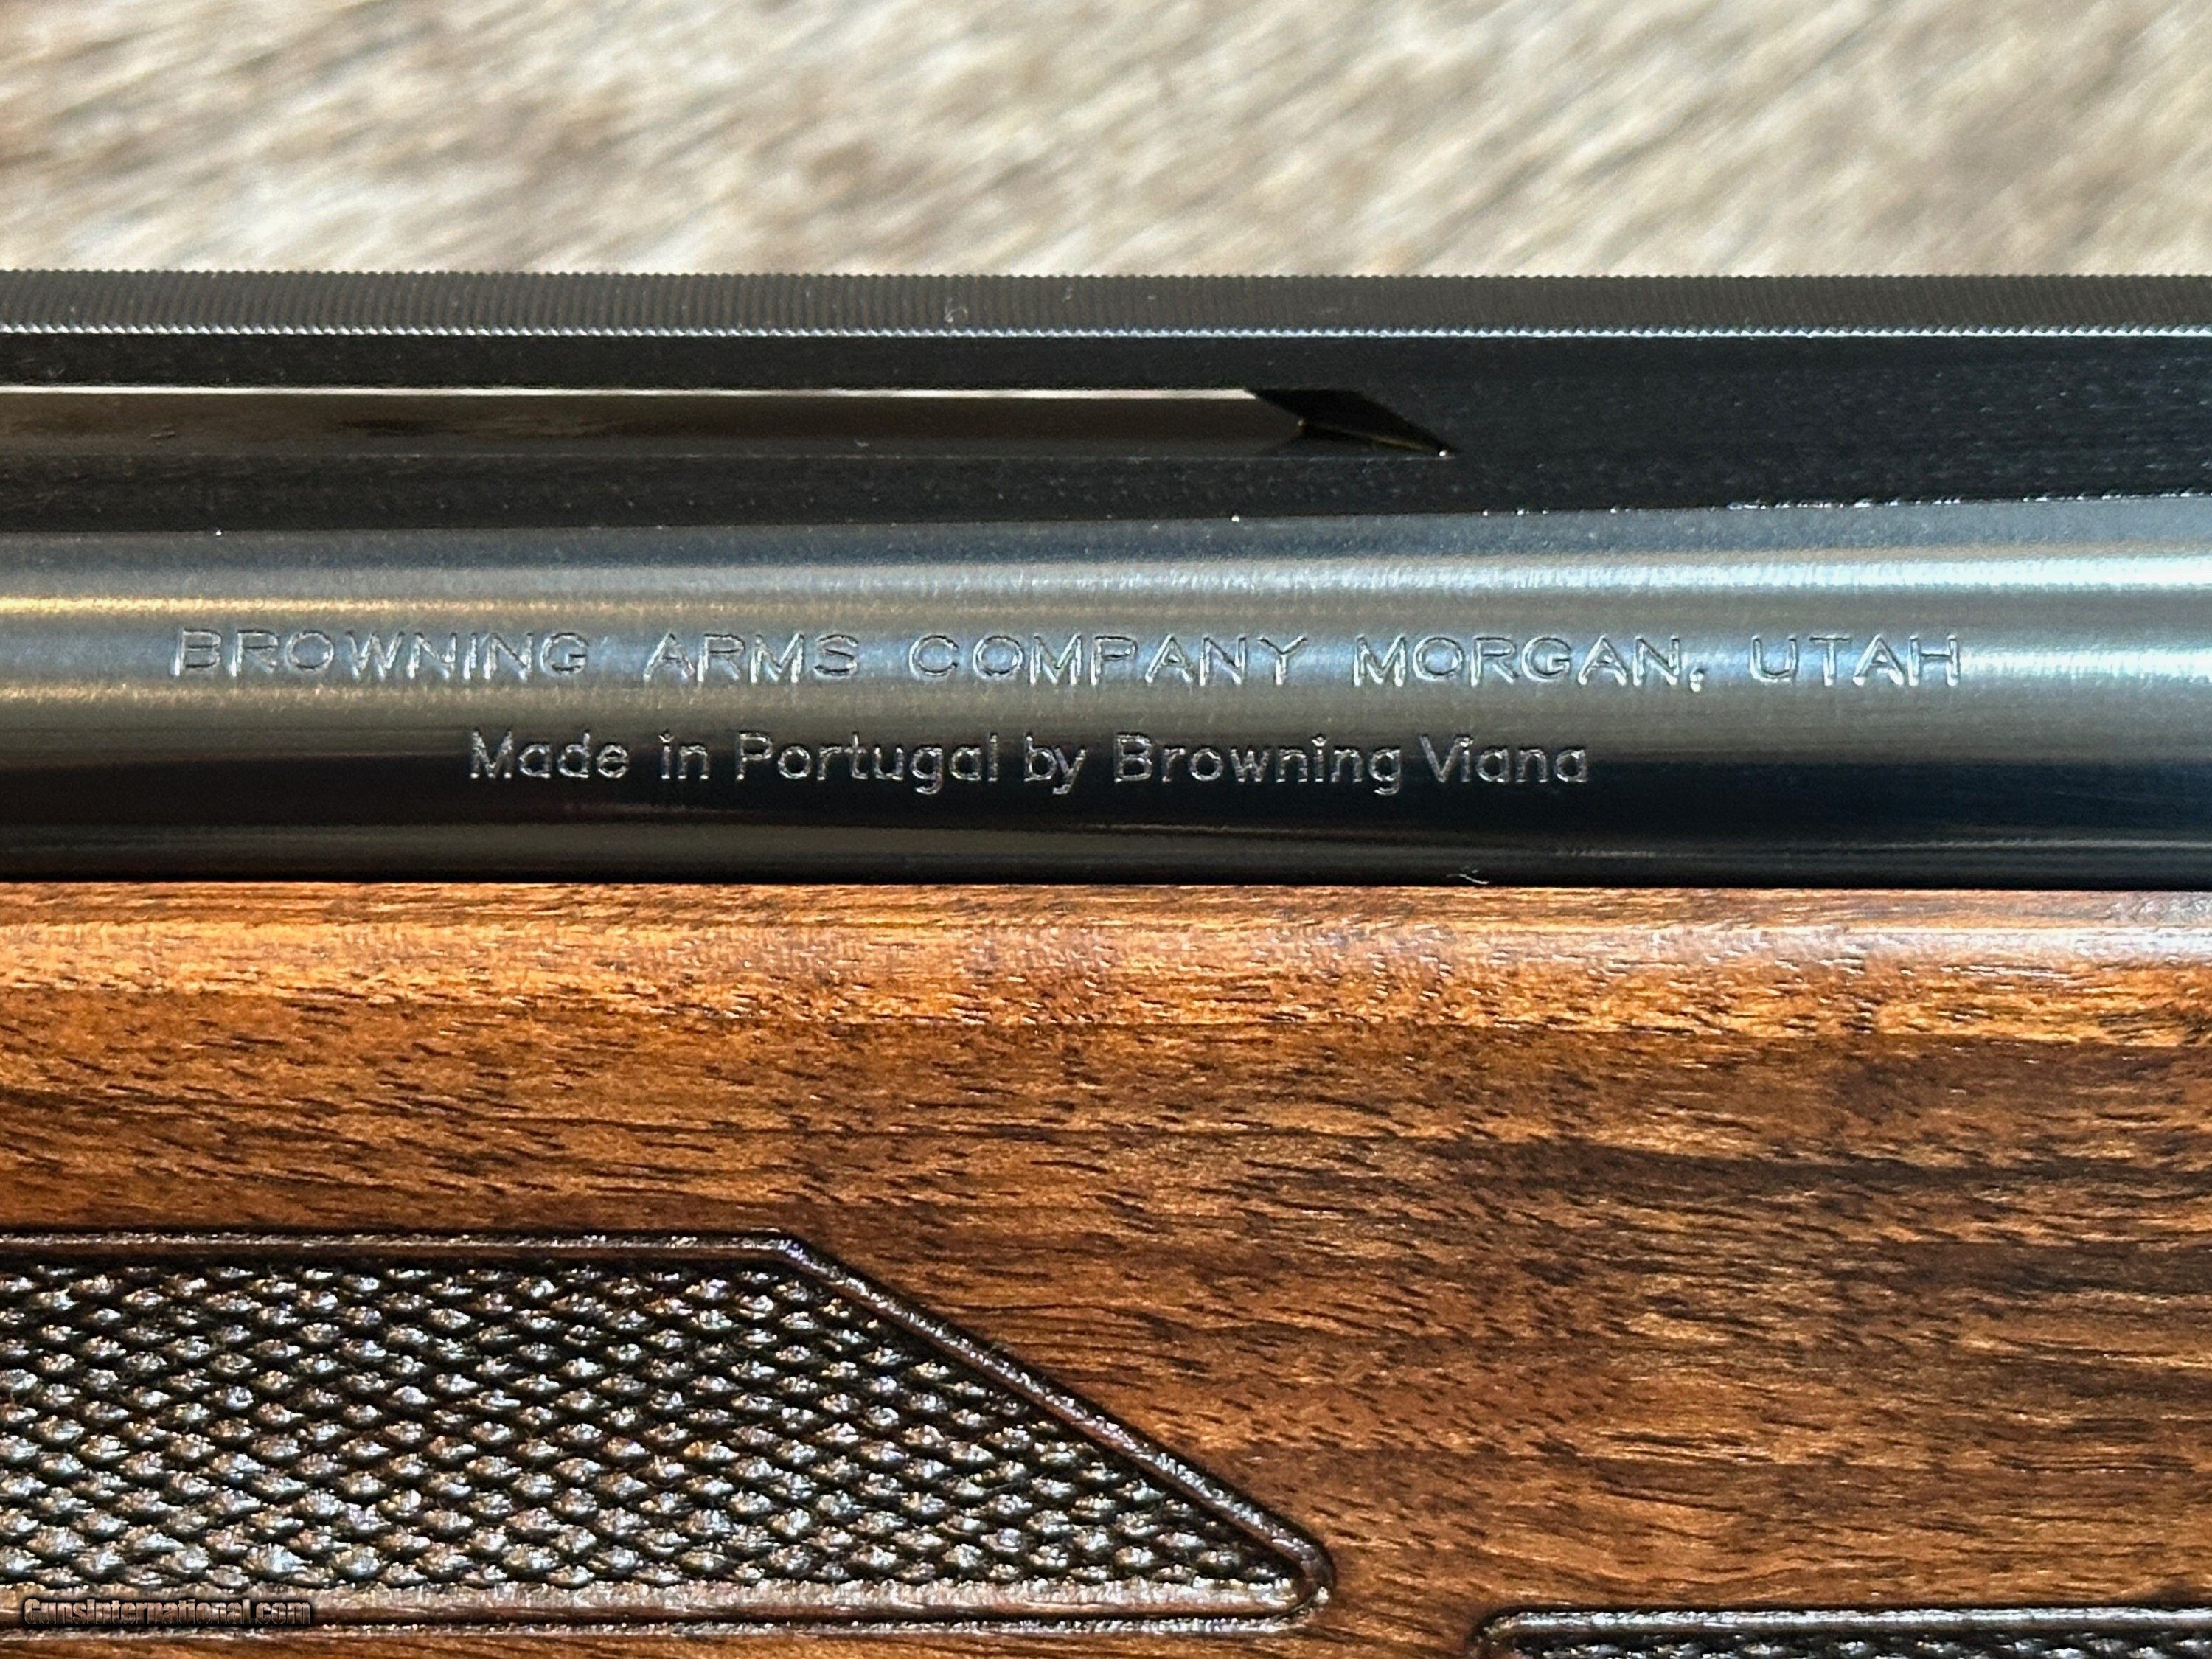 BROWNING ARMS COMPANY MORGAN, UTAH
Made in Portugal by Browning Viana
GunsInternational.com